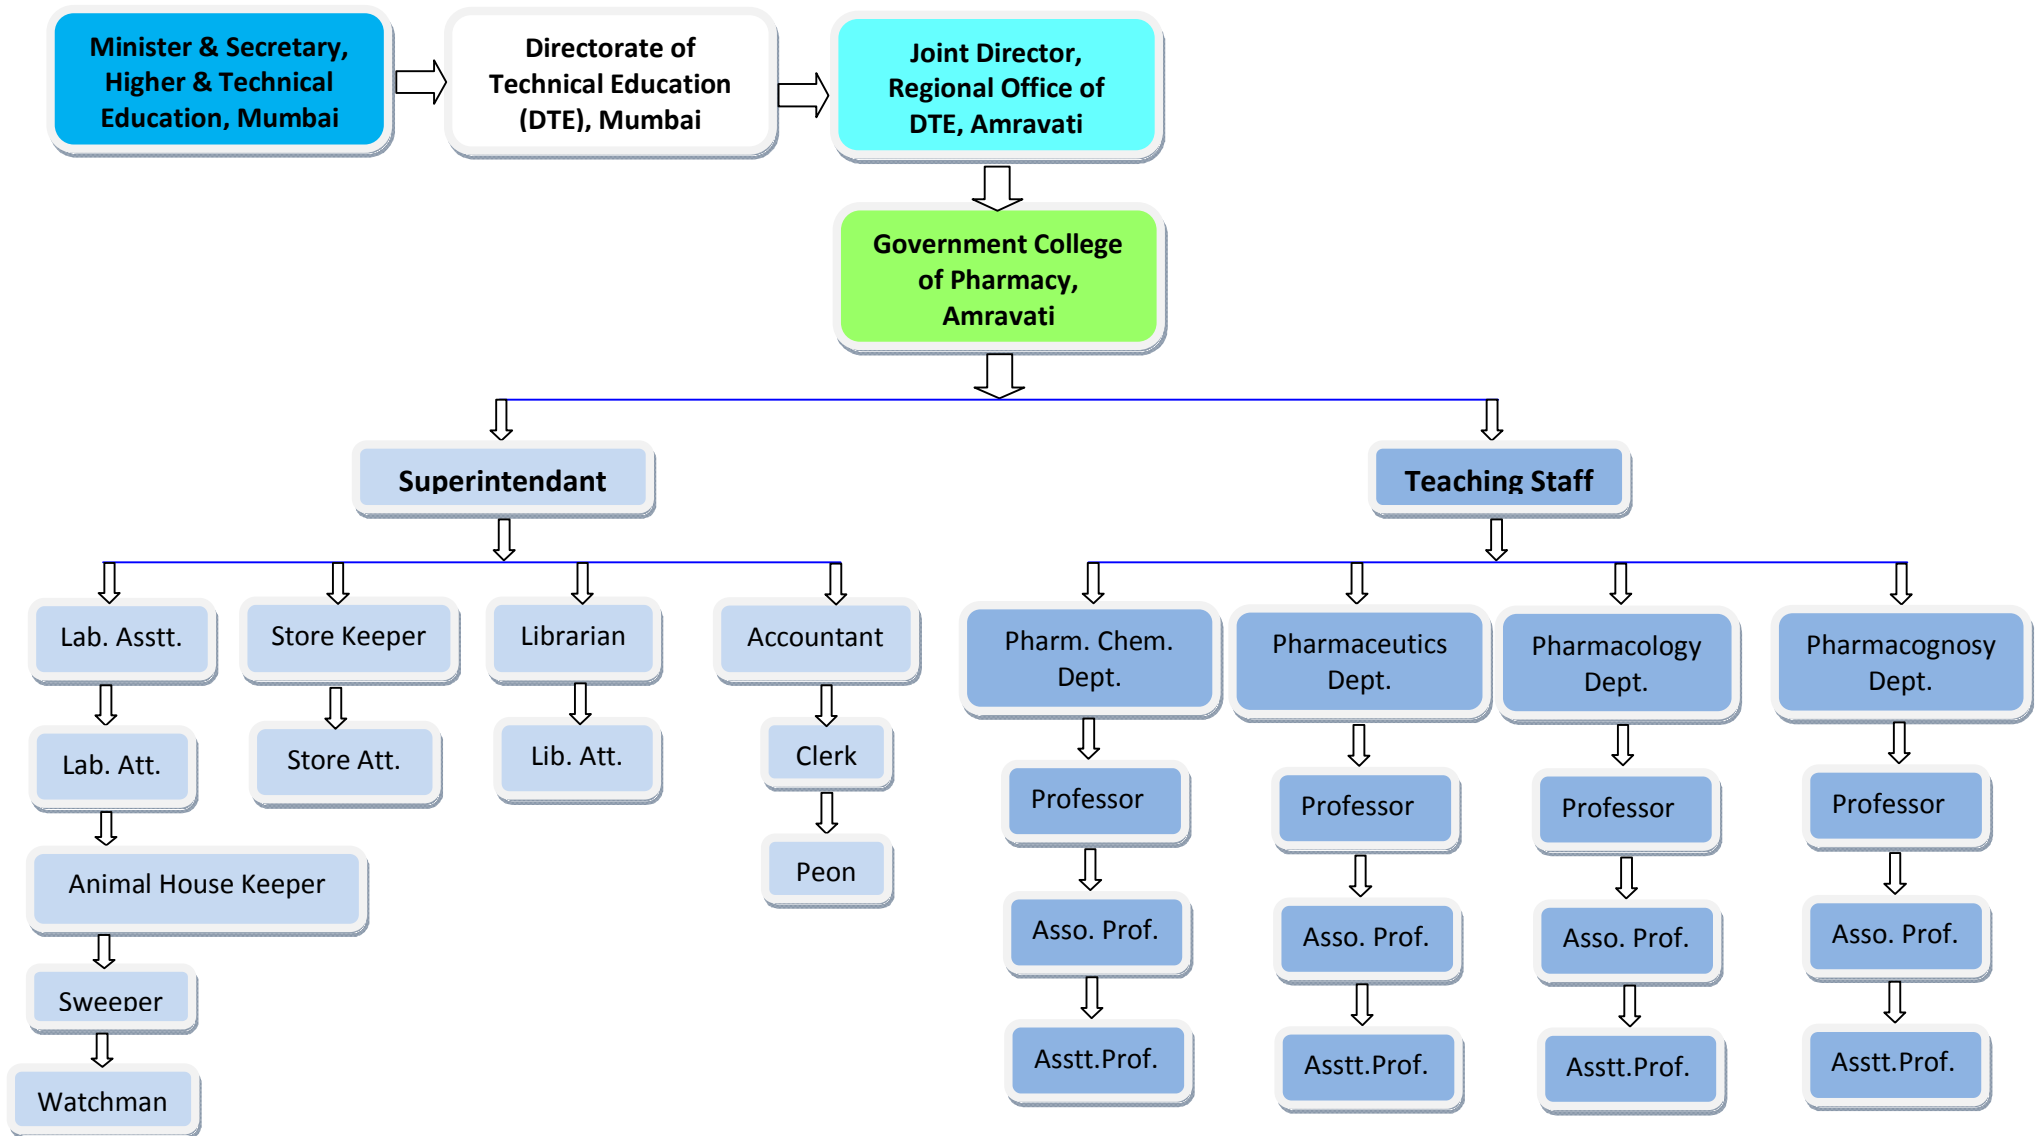 Minister & Secretary,
Higher & Technical
Education, Mumbai
Directorate of
Technical Education
(DTE), Mumbai
Joint Director,
Regional Office of
DTE, Amravati
Government College
of Pharmacy,
Amravati
Superintendant
Teaching Staff
Lab. Asstt.
Store Keeper
Librarian
Accountant
Pharm. Chem.
Dept.
Pharmaceutics
Dept.
Pharmacology
Dept.
Pharmacognosy
Dept.
Lab. Att.
Store Att.
Lib. Att.
Clerk
Professor
Professor
Professor
Professor
Animal House Keeper
Peon
Asso. Prof.
Asso. Prof.
Asso. Prof.
Asso. Prof.
Sweeper
Asstt.Prof.
Asstt.Prof.
Asstt.Prof.
Asstt.Prof.
Watchman